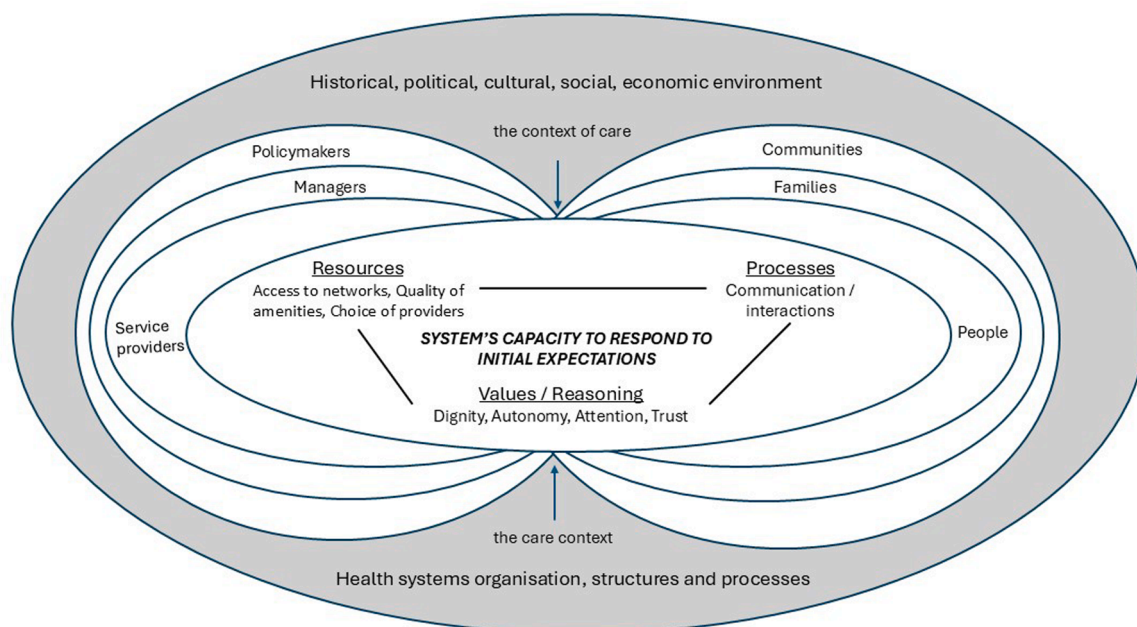 Historical, political, cultural, social, economic environment
the context of care
Policymakers
Communities
Managers
Families
Resources
Access to networks, Quality of
amenities, Choice of providers
Processes
Communication /
interactions
Service
providers
SYSTEM'S CAPACITY TO RESPOND TO
INITIAL EXPECTATIONS
People
Values / Reasoning
Dignity, Autonomy, Attention, Trust
the care context
Health systems organisation, structures and processes